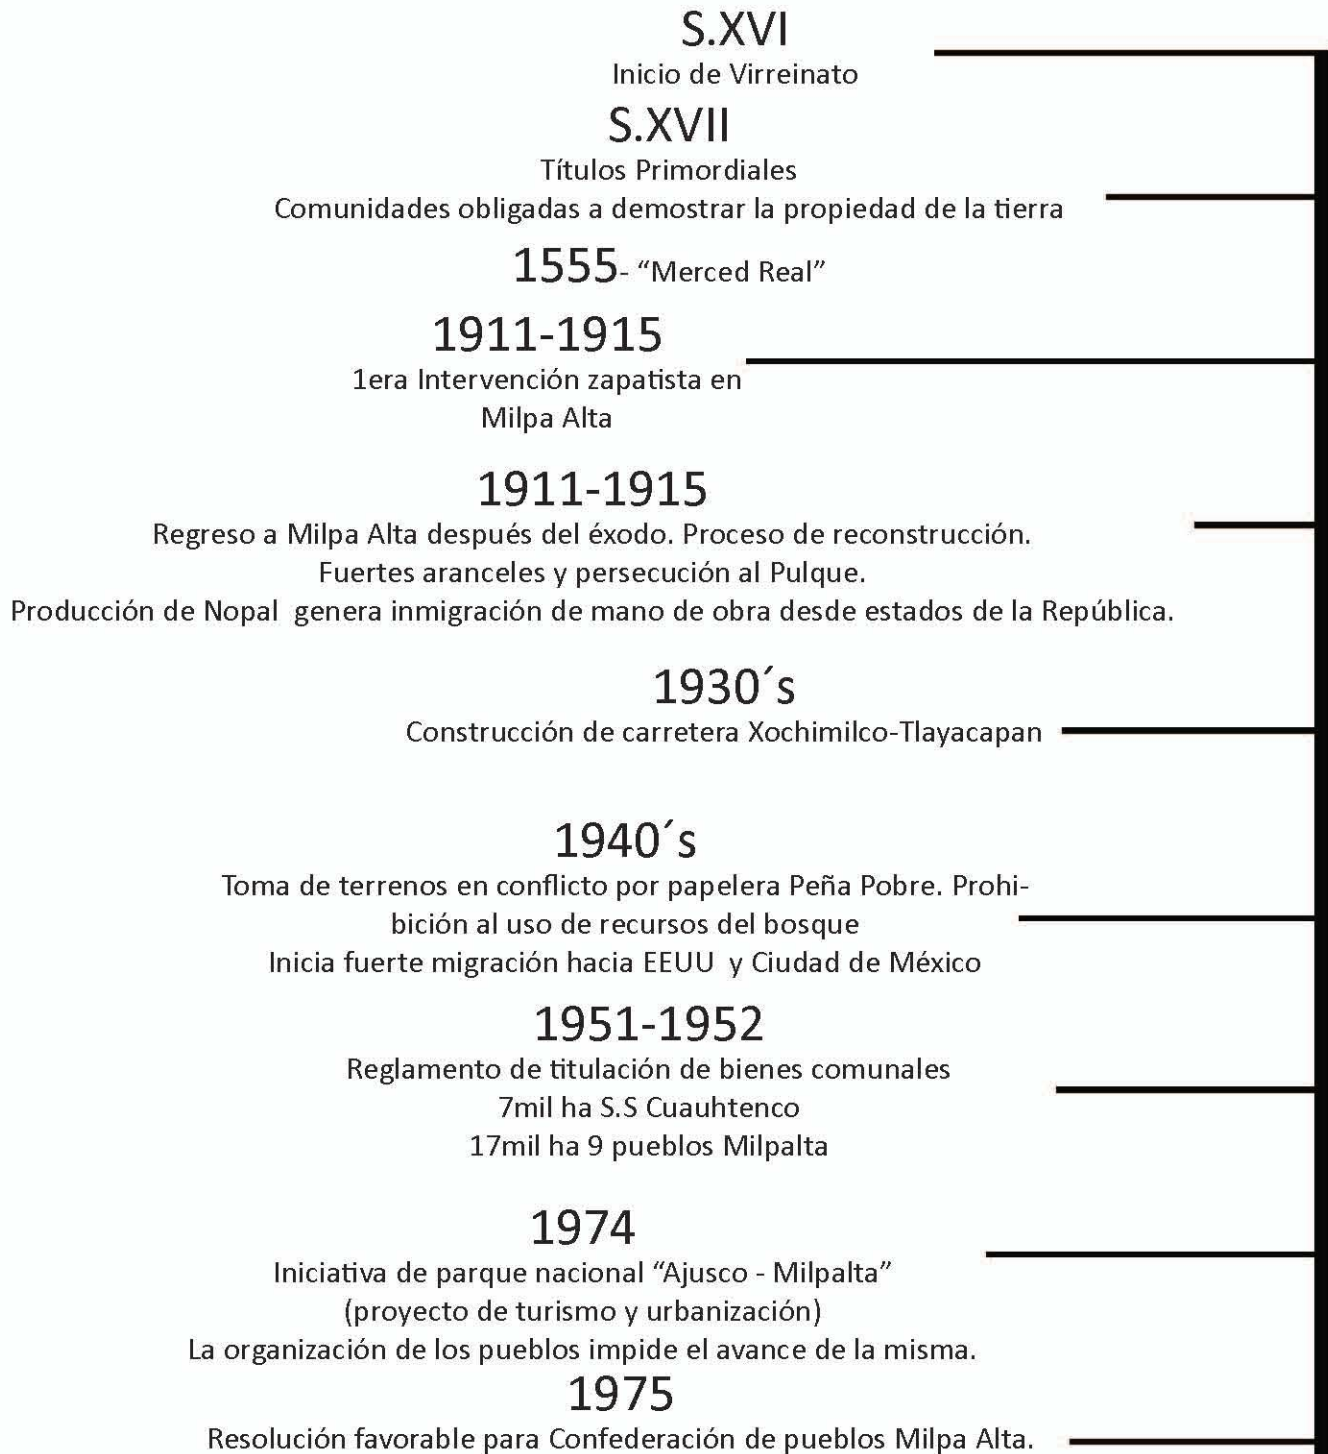 S.XVI
Inicio de Virreinato
S.XVII
Títulos Primordiales
Comunidades obligadas a demostrar la propiedad de la tierra
1555- “Merced Real”
1911-1915
1era Intervención zapatista en
Milpa Alta
1911-1915
Regreso a Milpa Alta después del éxodo. Proceso de reconstrucción.
Fuertes aranceles y persecución al Pulque.
Producción de Nopal  genera inmigración de mano de obra desde estados de la República.
1930´s
Construcción de carretera Xochimilco-Tlayacapan
1940´s
Toma de terrenos en conflicto por papelera Peña Pobre. Prohi-
bición al uso de recursos del bosque
Inicia fuerte migración hacia EEUU  y Ciudad de México
1951-1952
Reglamento de titulación de bienes comunales
7mil ha S.S Cuauhtenco
17mil ha 9 pueblos Milpalta
1974
Iniciativa de parque nacional “Ajusco - Milpalta”
(proyecto de turismo y urbanización)
La organización de los pueblos impide el avance de la misma.
1975
Resolución favorable para Confederación de pueblos Milpa Alta.